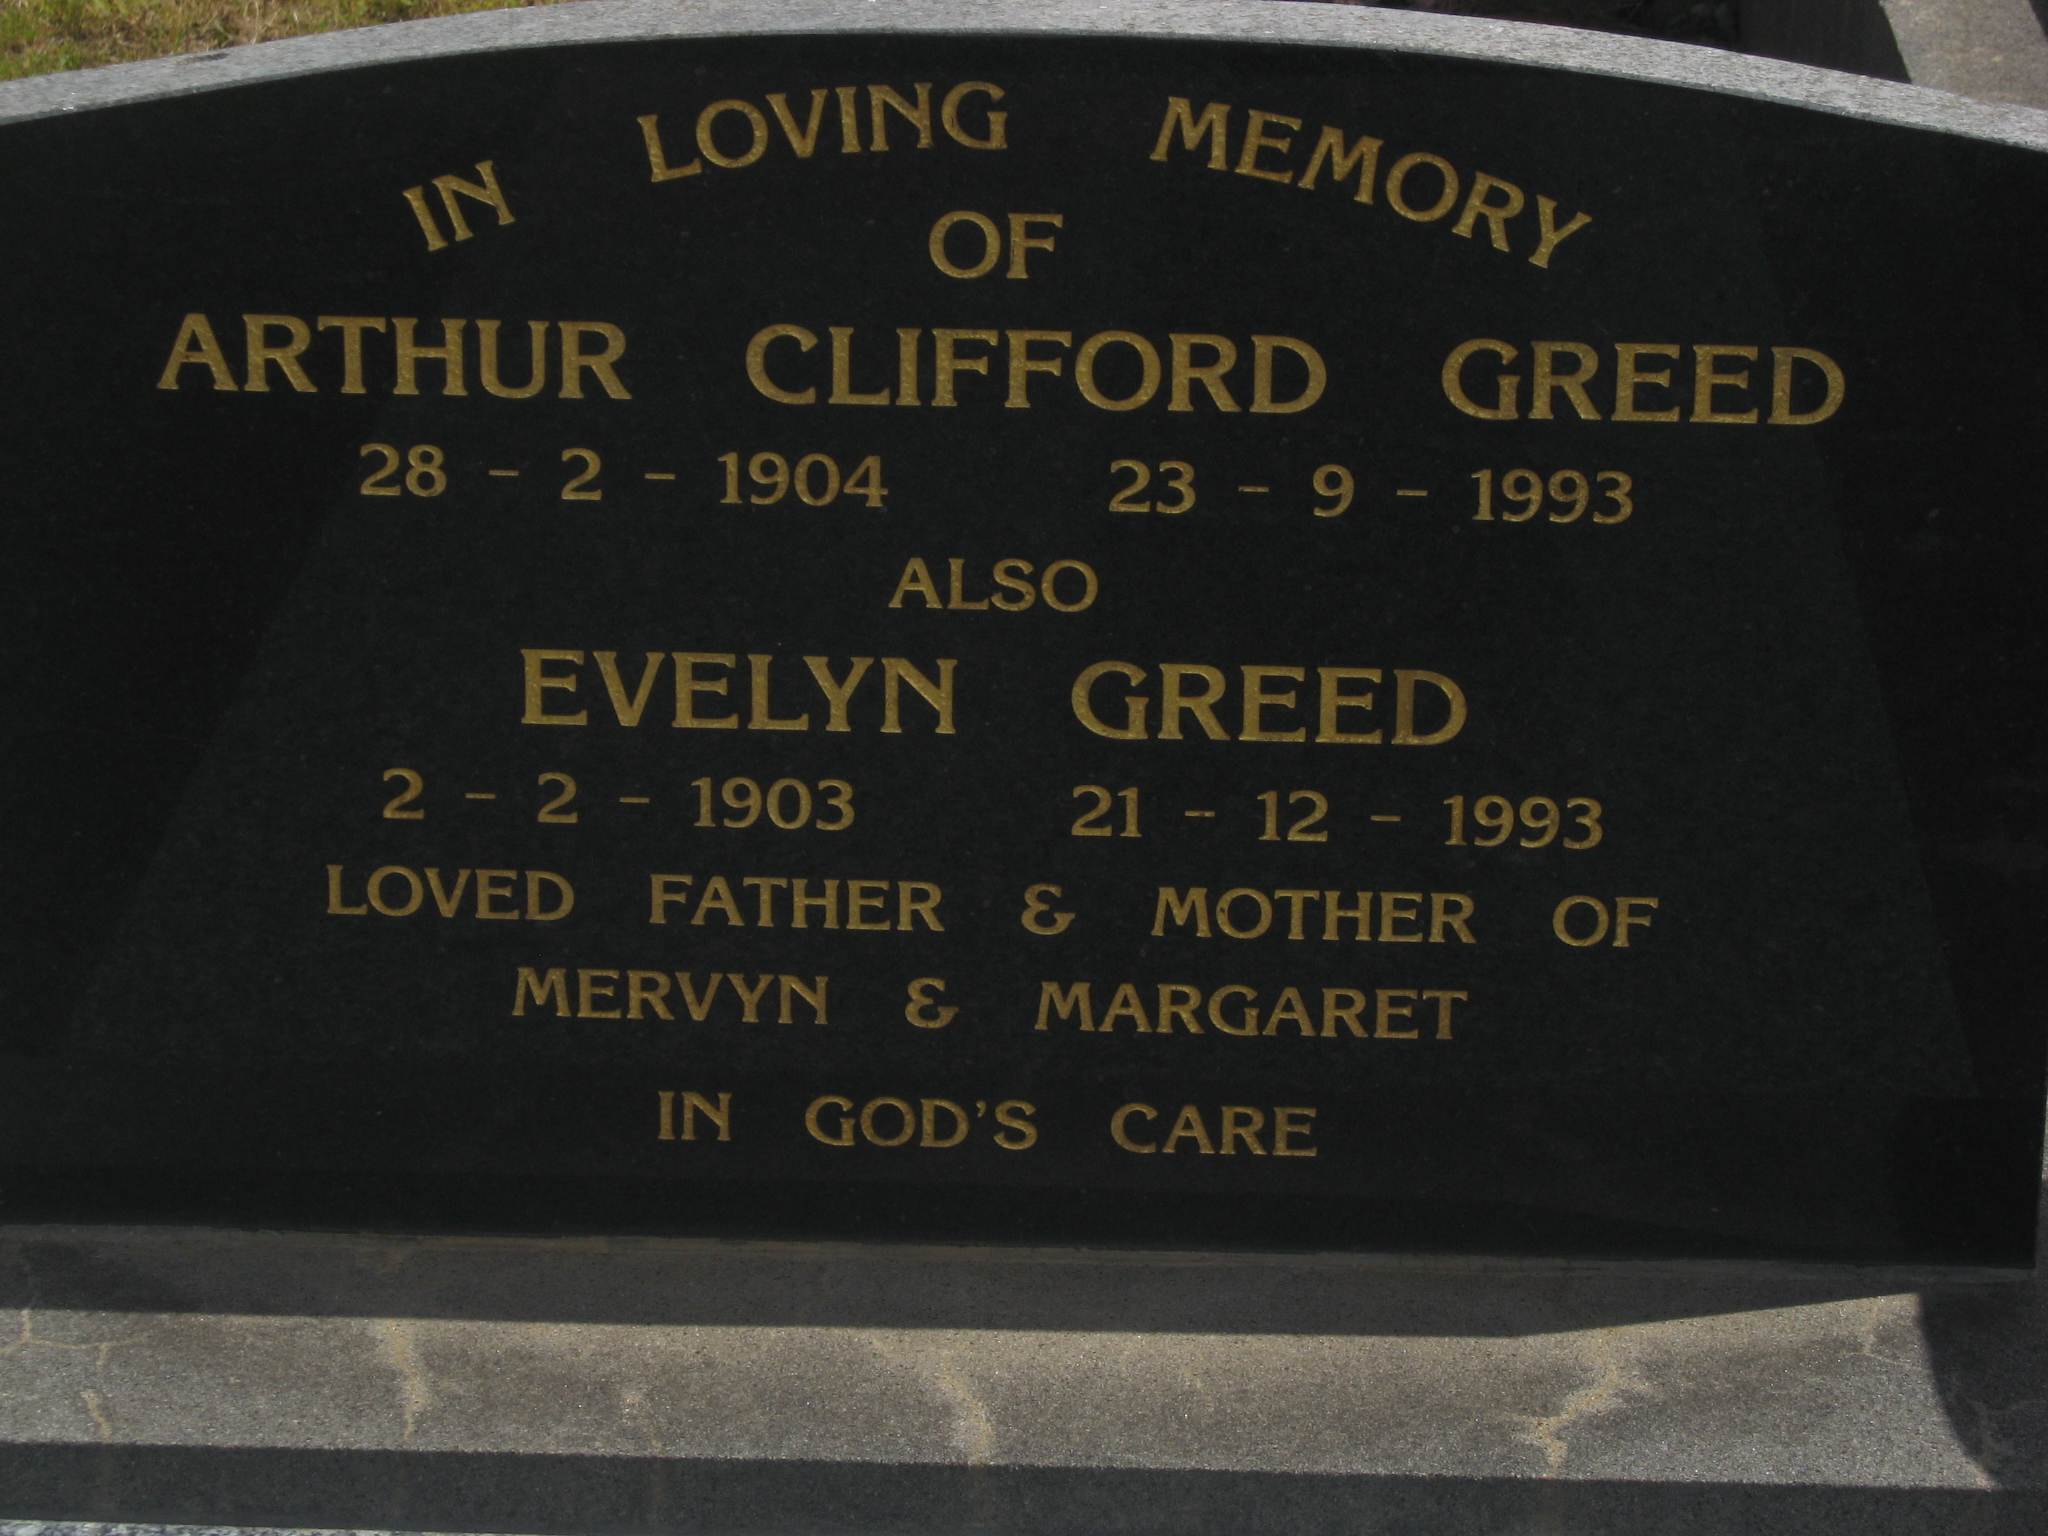 IN LOVING MEMORY
OF
ARTHUR CLIFFORD GREED
28 - 2 - 1904 23 - 9 - 1993
ALSO
EVELYN GREED
2 - 2 - 1903 21 - 12 - 1993
LOVED FATHER & MOTHER OF
MERVYN & MARGARET
IN GOD'S CARE